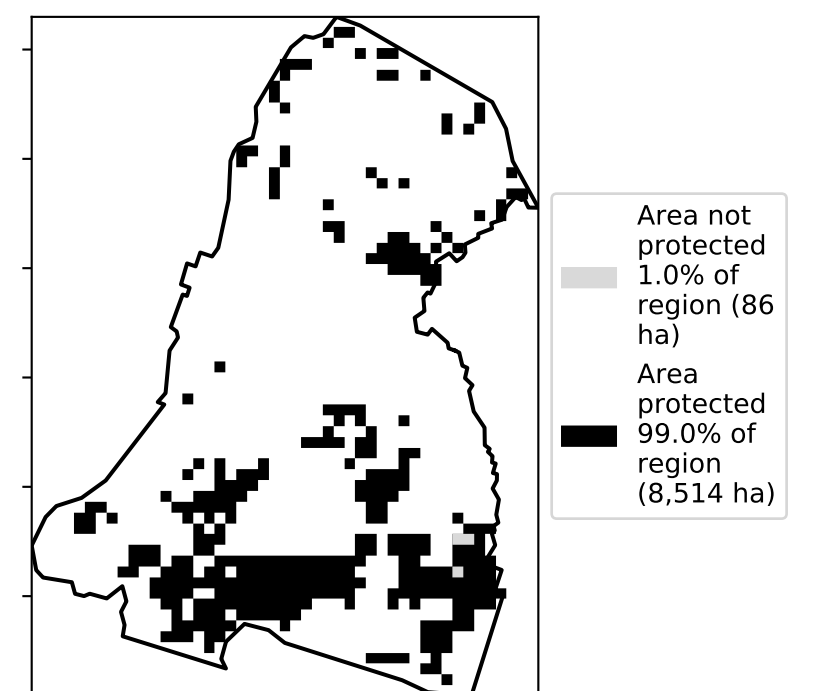 Area not
protected
1.0% of
region (86
ha)
Area
protected
99.0% of
region
(8,514 ha)